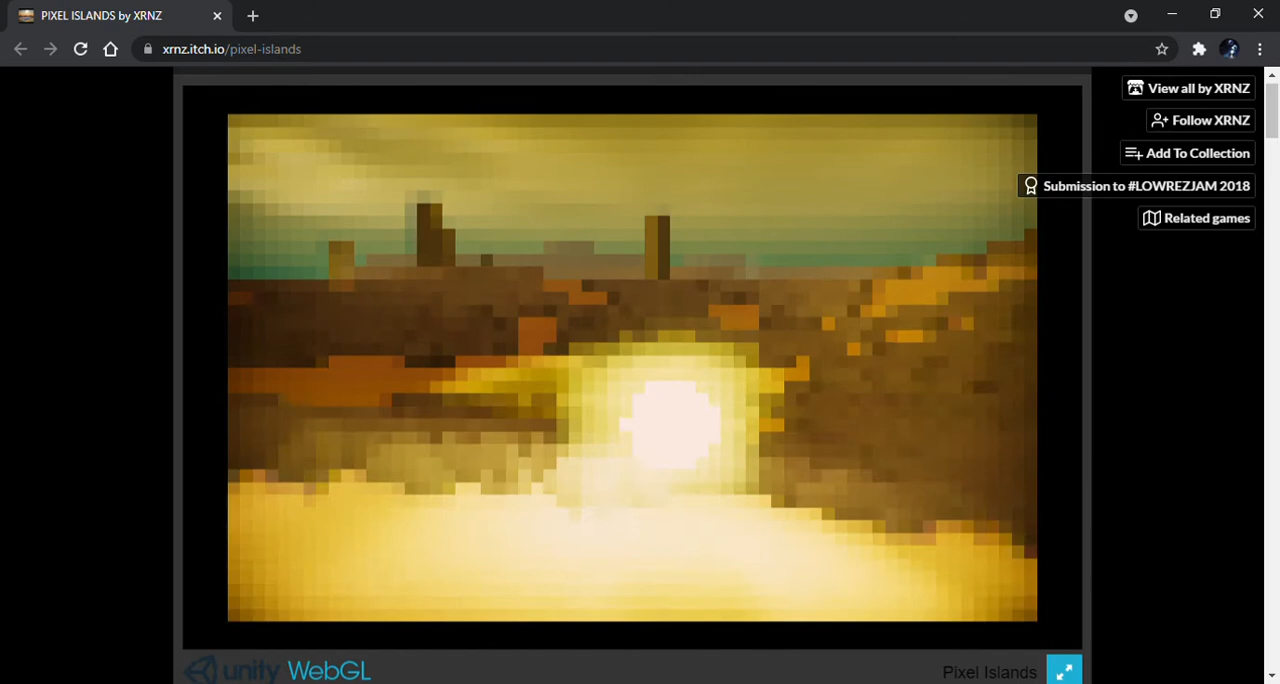 PIXEL ISLANDS by XRNZ
xrnz.itch.io/pixel-islands
View all by XRNZ
Follow XRNZ
Add To Collection
Submission to #LOWREZJAM 2018
Related games
unity WebGL
Pixel Islands